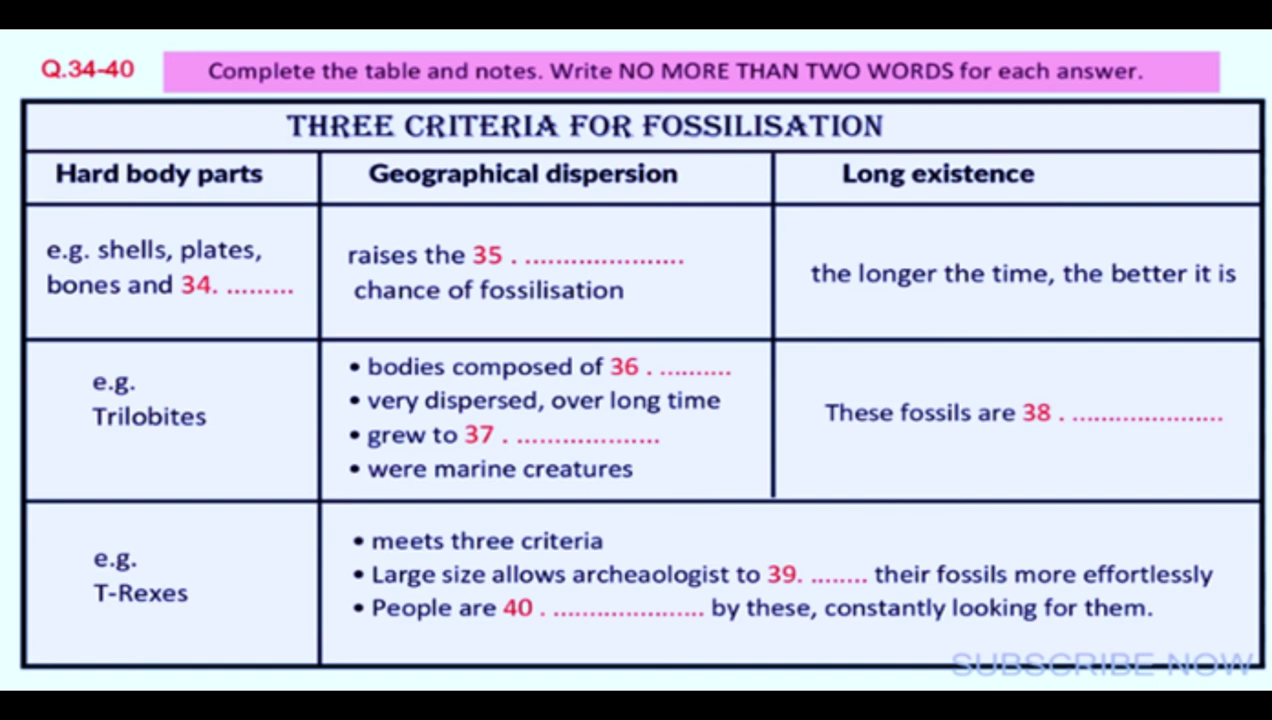 Q.34-40 Complete the table and notes. Write NO MORE THAN TWO WORDS for each answer.
THREE CRITERIA FOR FOSSILISATION
Hard body parts
Geographical dispersion
Long existence
e.g. shells, plates,
bones and 34. .........
raises the 35 . .....................
chance of fossilisation
the longer the time, the better it is
e.g.
Trilobites
• bodies composed of 36 . ..........
• very dispersed, over long time
• grew to 37 . ...................
• were marine creatures
These fossils are 38 . ......................
e.g.
T-Rexes
• meets three criteria
• Large size allows archeaologist to 39. ........ their fossils more effortlessly
• People are 40 . ...................... by these, constantly looking for them.
SUBSCRIBE NOW